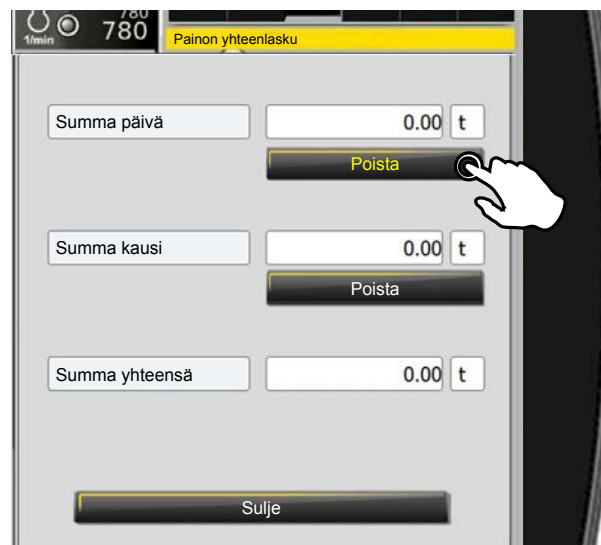 780
1/min 780
Painon yhteenlasku
Summa päivä 0.00 t
Poista
Summa kausi 0.00 t
Poista
Summa yhteensä 0.00 t
Sulje